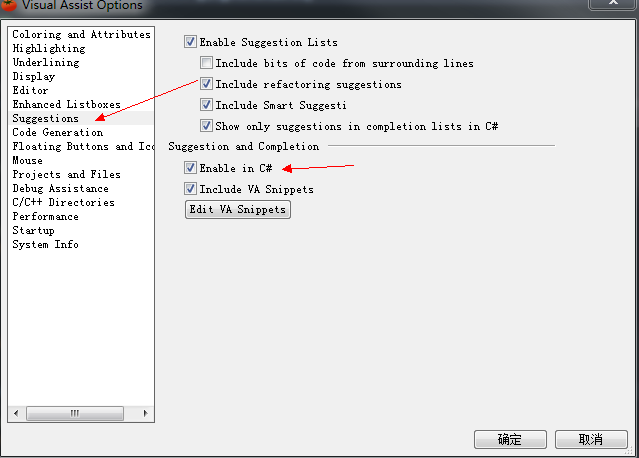 Visual Assist Options
Coloring and Attributes
Highlighting
Underlining
Display
Editor
Enhanced Listboxes
Suggestions
Code Generation
Floating Buttons and Ico
Mouse
Projects and Files
Debug Assistance
C/C++ Directories
Performance
Startup
System Info
Enable Suggestion Lists
Include bits of code from surrounding lines
Include refactoring suggestions
Include Smart Suggesti
Show only suggestions in completion lists in C#
Suggestion and Completion
Enable in C#
Include VA Snippets
Edit VA Snippets
确定
取消